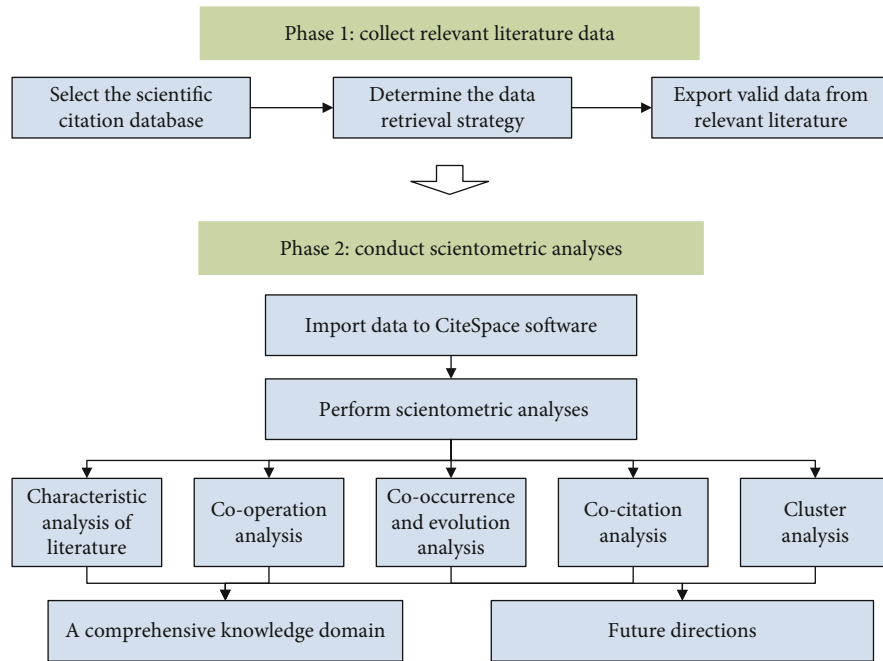 Phase 1: collect relevant literature data
Select the scientific
citation database
Determine the data
retrieval strategy
Export valid data from
relevant literature
Phase 2: conduct scientometric analyses
Import data to CiteSpace software
Perform scientometric analyses
Characteristic
analysis of
literature
Co-operation
analysis
Co-occurrence
and evolution
analysis
Co-citation
analysis
Cluster
analysis
A comprehensive knowledge domain
Future directions